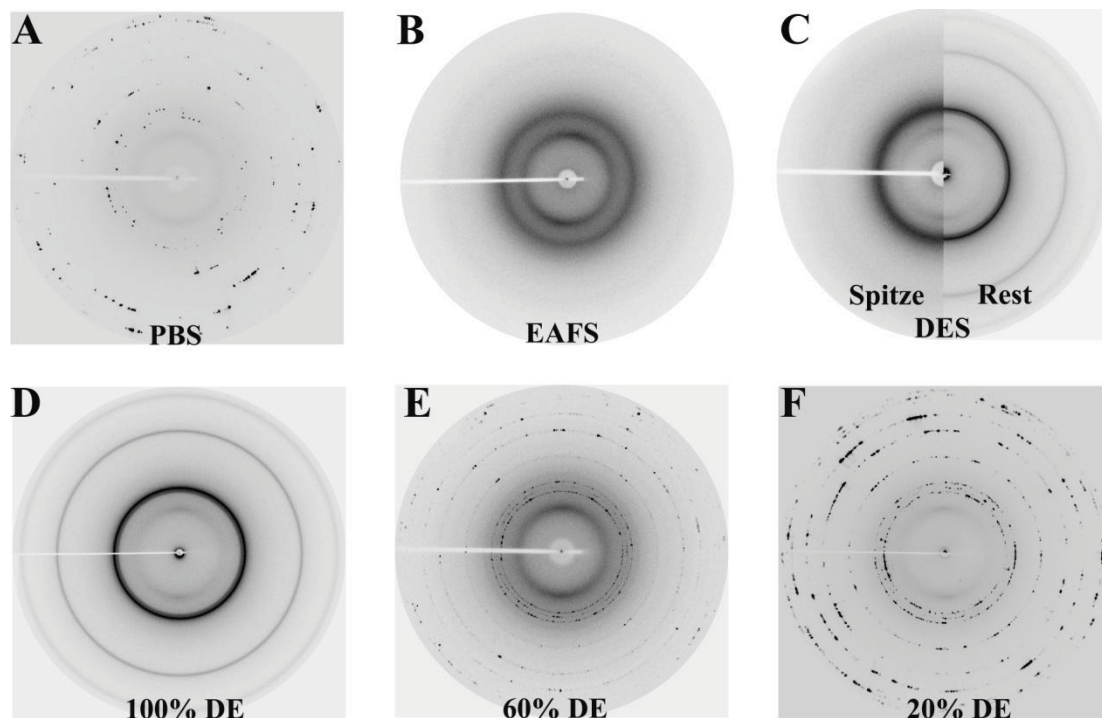 A
B
C
PBS
EAFS
Spitze
Rest
DES
D
E
F
100% DE
60% DE
20% DE